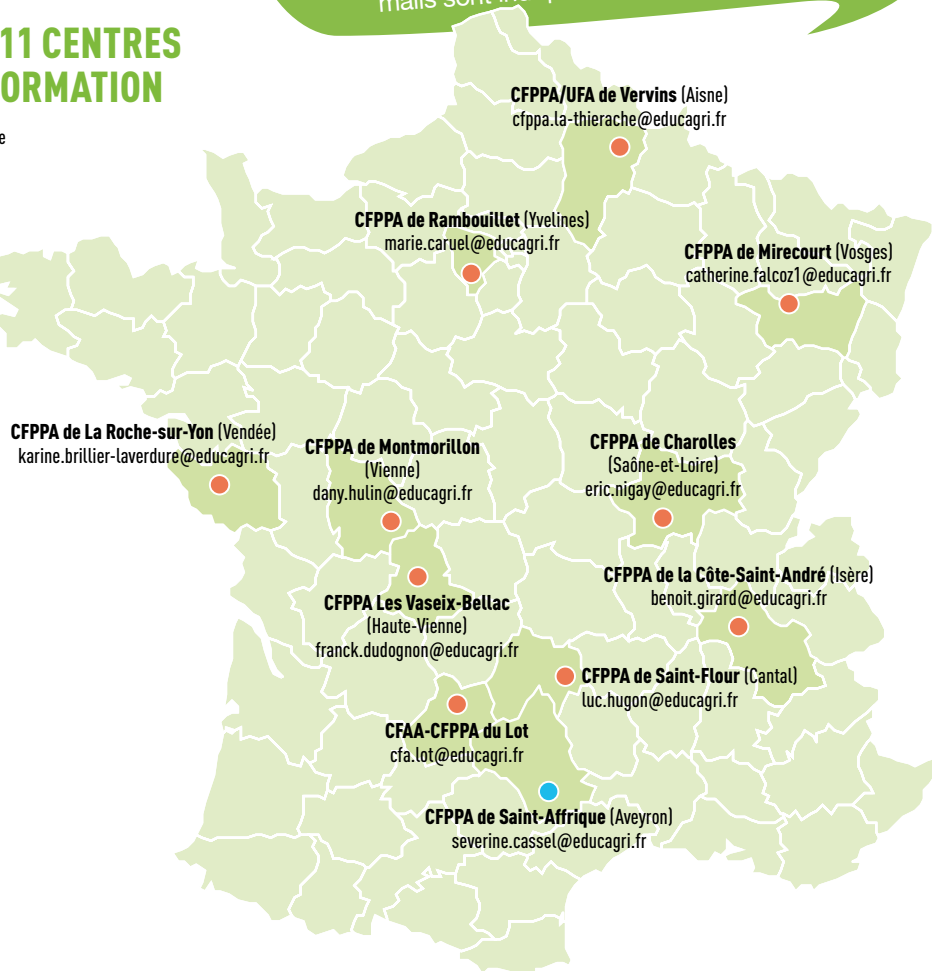 mais sont
11 CENTRES
ORMATION
e
CFPPA/UFA de Vervins (Aisne)
cfppa.la-thierache@educagri.fr
CFPPA de Rambouillet (Yvelines)
marie.caruel@educagri.fr
CFPPA de Mirecourt (Vosges)
catherine.falcoz1@educagri.fr
CFPPA de La Roche-sur-Yon (Vendée)
karine.brillier-laverdure@educagri.fr
CFPPA de Montmorillon
(Vienne)
dany.hulin@educagri.fr
CFPPA de Charolles
(Saône-et-Loire)
eric.nigay@educagri.fr
CFPPA de la Côte-Saint-André (Isère)
benoit.girard@educagri.fr
CFPPA Les Vaseix-Bellac
(Haute-Vienne)
franck.dudognon@educagri.fr
CFPPA de Saint-Flour (Cantal)
luc.hugon@educagri.fr
CFAA-CFPPA du Lot
cfa.lot@educagri.fr
CFPPA de Saint-Affrique (Aveyron)
severine.cassel@educagri.fr